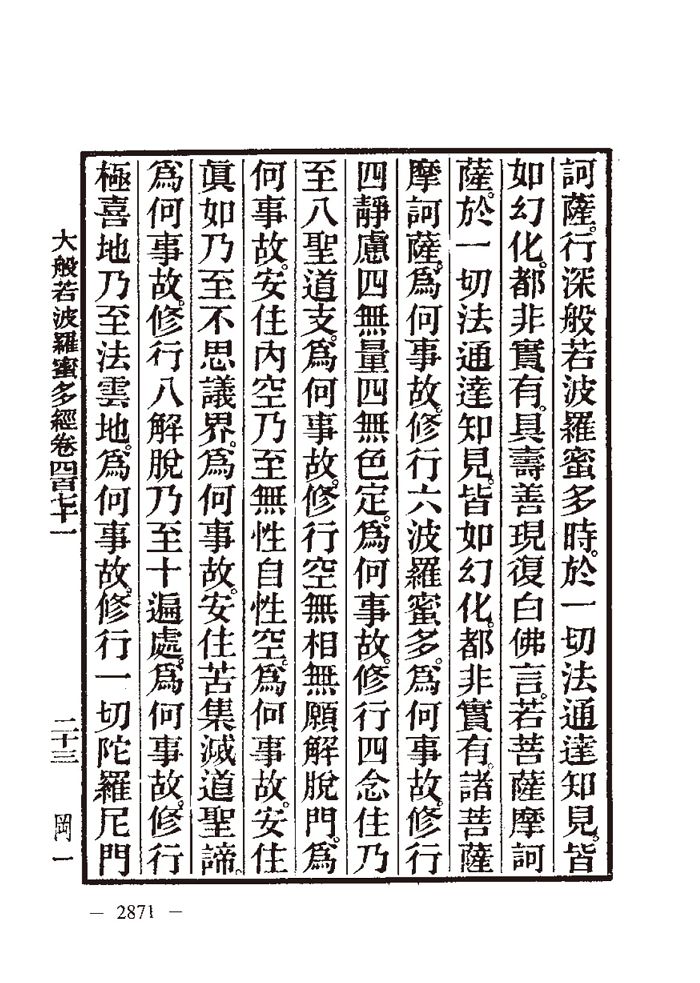 訶薩。行深般若波羅蜜多時。於一切法通達知見。皆
如幻化。都非實有。具壽善現復白佛言。若菩薩摩訶
薩。於一切法通達知見。皆如幻化。都非實有。諸菩薩
摩訶薩。為何事故。修行六波羅蜜多。為何事故。修行
四靜慮四無量四無色定。為何事故。修行四念住乃
至八聖道支。為何事故。修行空無相無願解脫門。為
何事故。安住內空乃至無性自性空。為何事故。安住
眞如乃至不思議界。為何事故。安住苦集滅道聖諦。
為何事故。修行八解脫乃至十遍處。為何事故。修行
極喜地乃至法雲地。為何事故。修行一切陀羅尼門
大般若波羅蜜多經卷四百七十一
二十三
岡一
— 2871 —